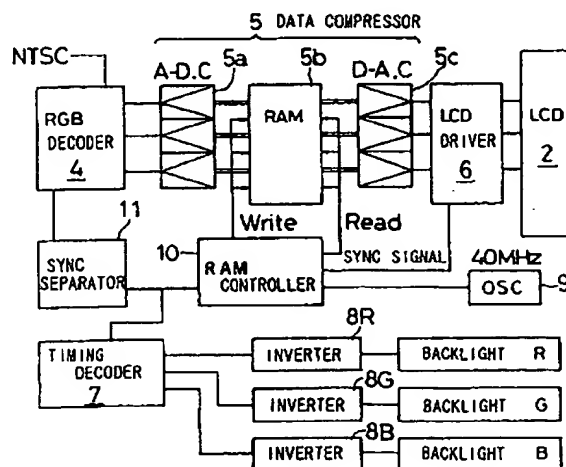 5 DATA COMPRESSOR
NTSC
A-D.C
5a
5b
D-A.C
5c
RGB DECODER 4
RAM
LCD DRIVER 6
LCD 2
11
Write
Read
10
SYNC SEPARATOR
RAM CONTROLLER
SYNC SIGNAL
40MHz
OSC
9
8R
TIMING DECODER 7
INVERTER
BACKLIGHT R
8G
INVERTER
BACKLIGHT G
8B
INVERTER
BACKLIGHT B